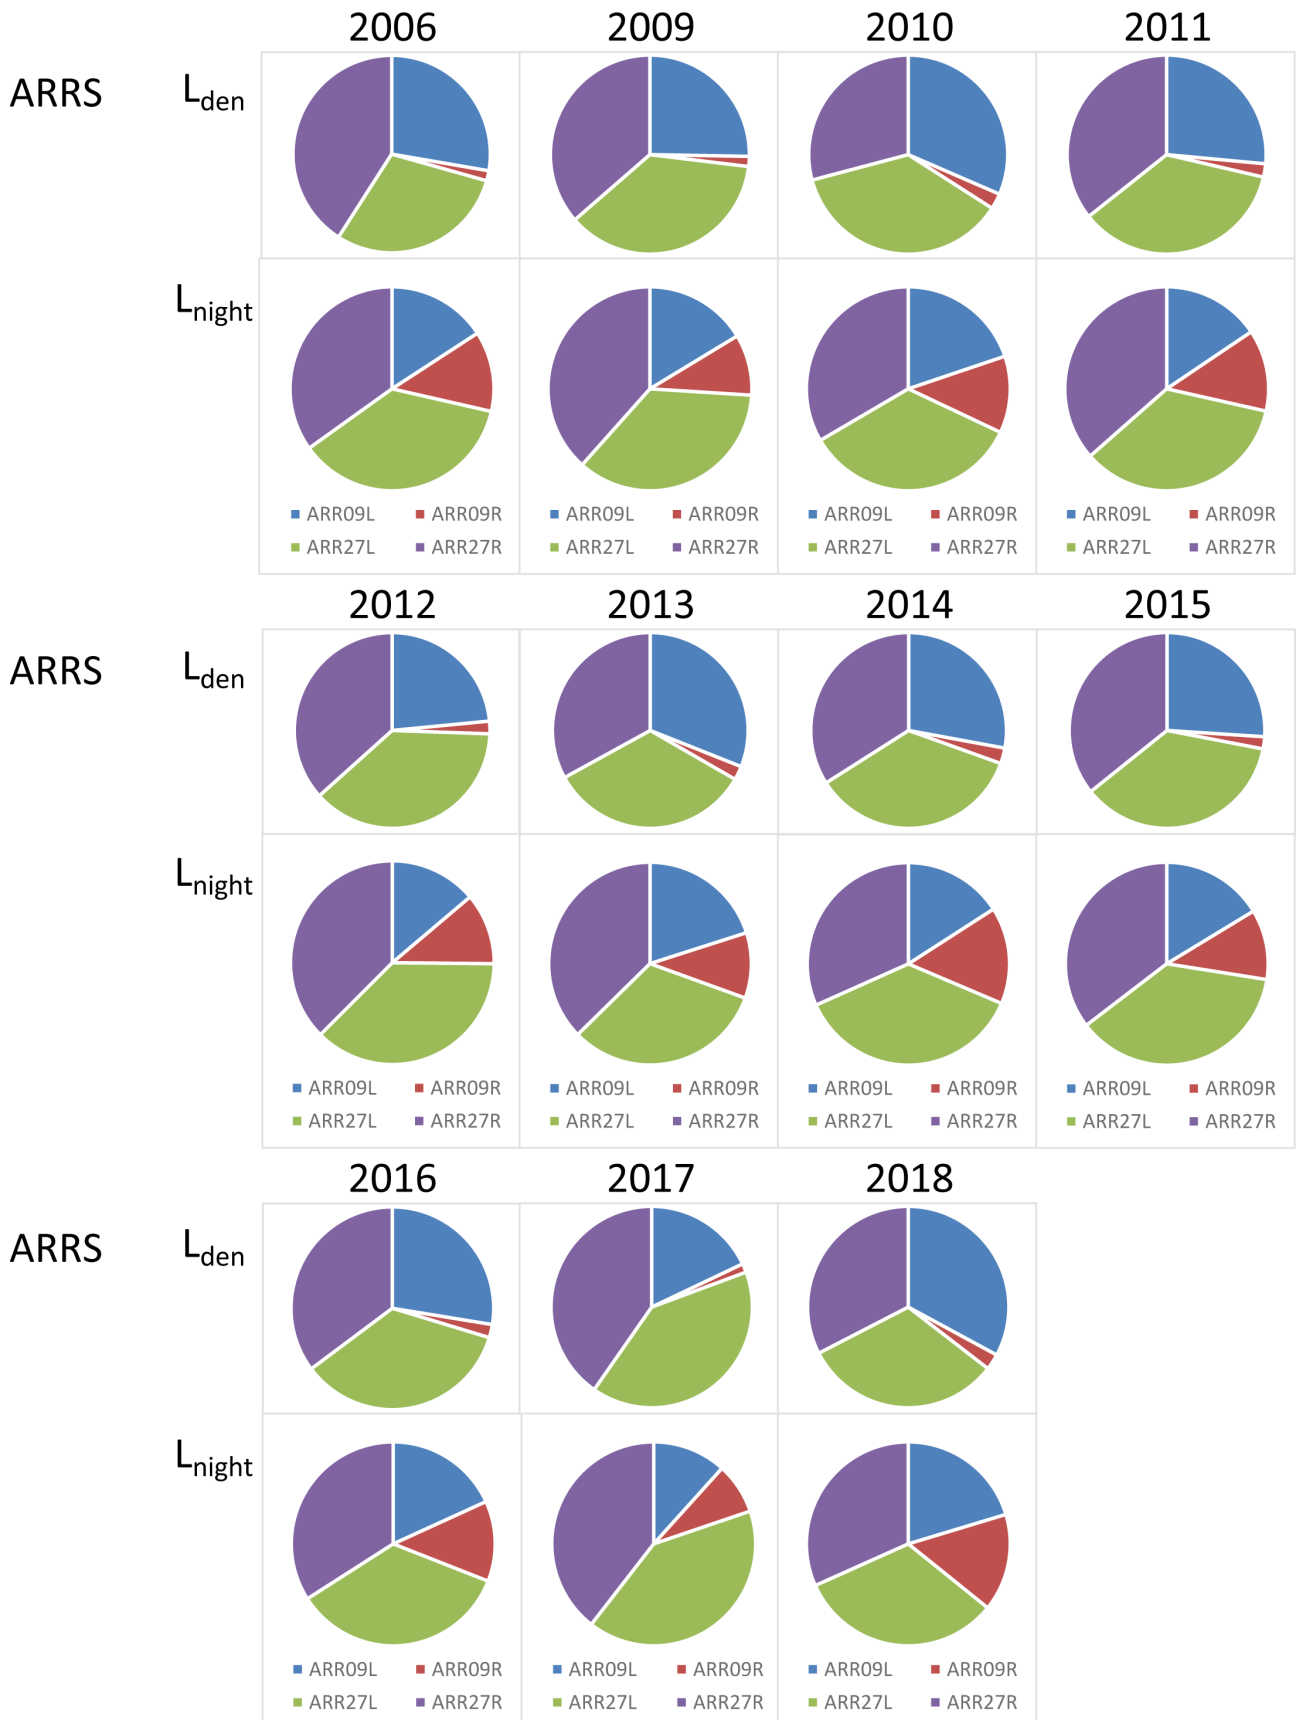 2006 2009 2010 2011
ARRS Lden
Lnight
ARR09L ARR09R ARR09L ARR09R ARR09L ARR09R ARR09L ARR09R
ARR27L ARR27R ARR27L ARR27R ARR27L ARR27R ARR27L ARR27R
2012 2013 2014 2015
ARRS Lden
Lnight
ARR09L ARR09R ARR09L ARR09R ARR09L ARR09R ARR09L ARR09R
ARR27L ARR27R ARR27L ARR27R ARR27L ARR27R ARR27L ARR27R
2016 2017 2018
ARRS Lden
Lnight
ARR09L ARR09R ARR09L ARR09R ARR09L ARR09R
ARR27L ARR27R ARR27L ARR27R ARR27L ARR27R